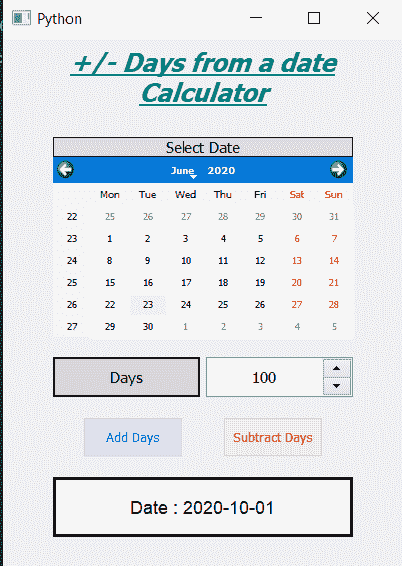 Python
+/- Days from a date
Calculator
Select Date
June 2020
Mon Tue Wed Thu Fri Sat Sun
22 25 26 27 28 29 30 31
23 1 2 3 4 5 6 7
24 8 9 10 11 12 13 14
25 15 16 17 18 19 20 21
26 22 23 24 25 26 27 28
27 29 30 1 2 3 4 5
Days 100
Add Days Subtract Days
Date : 2020-10-01